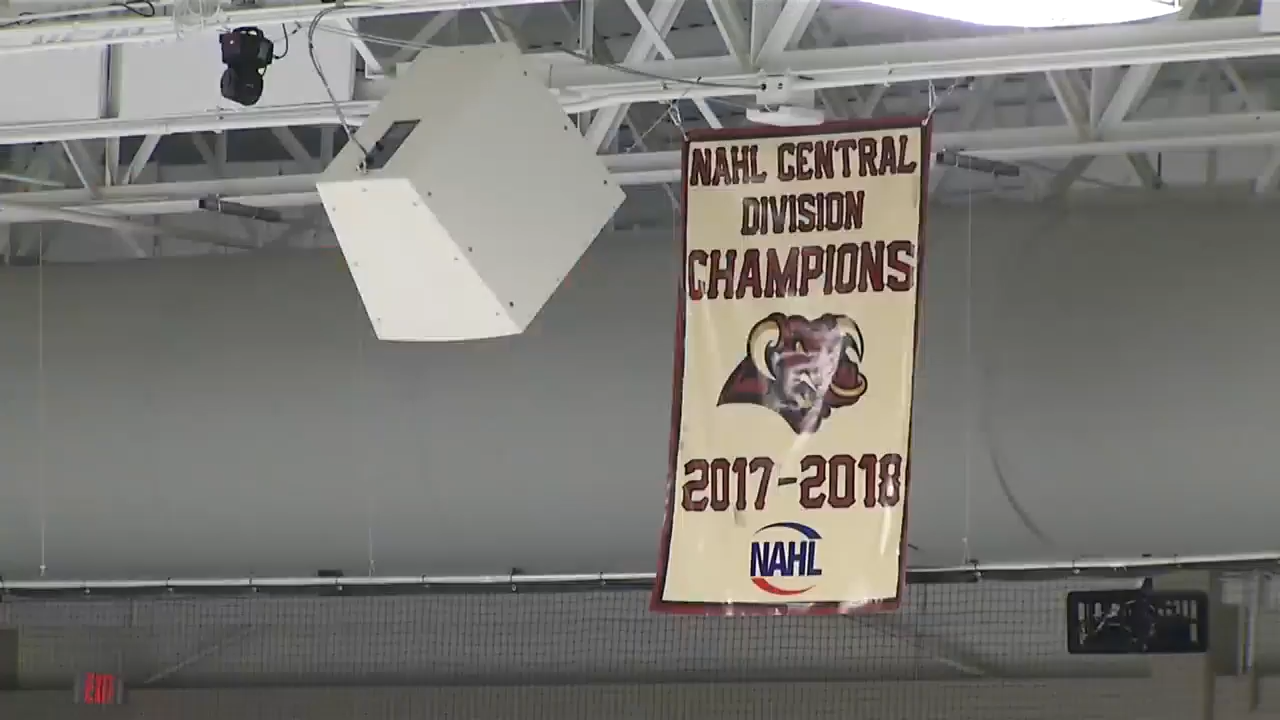 NAHL CENTRAL
DIVISION
CHAMPIONS
2017-2018
NAHL
EXIT